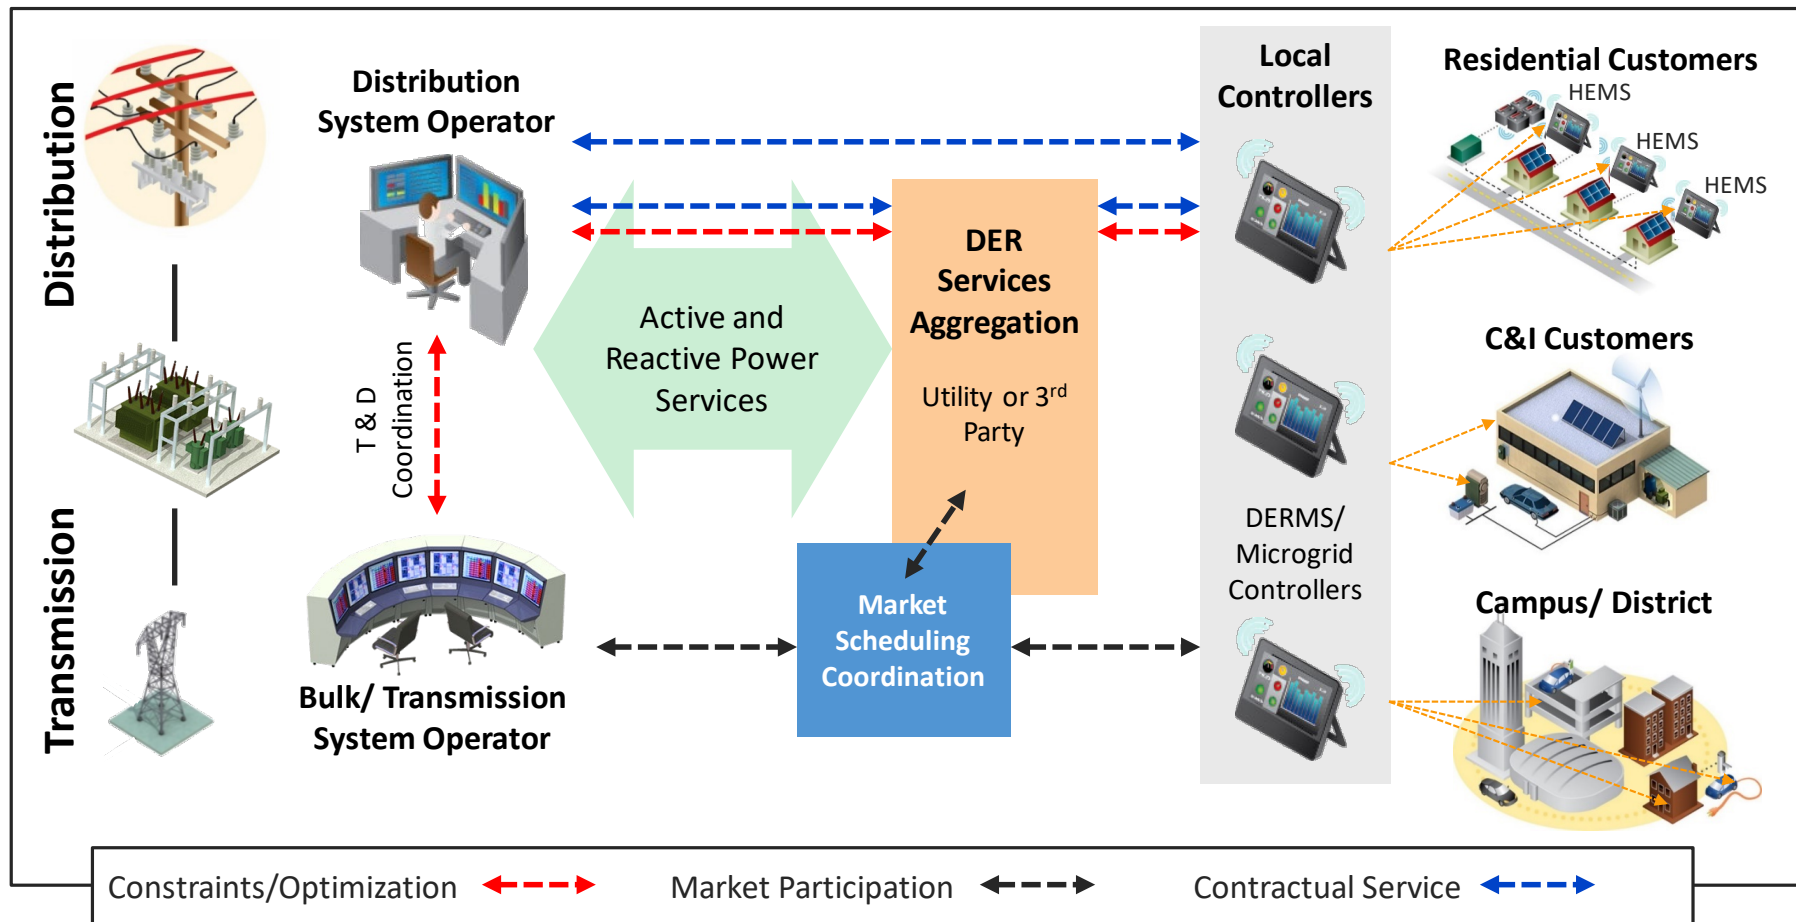 Distribution
Transmission
Distribution
System Operator
T & D
Coordination
Bulk/ Transmission
System Operator
Active and
Reactive Power
Services
DER
Services
Aggregation
Utility or 3rd
Party
Market
Scheduling
Coordination
Local
Controllers
DERMS/
Microgrid
Controllers
Residential Customers
HEMS
HEMS
HEMS
C&I Customers
Campus/ District
Constraints/Optimization
Market Participation
Contractual Service